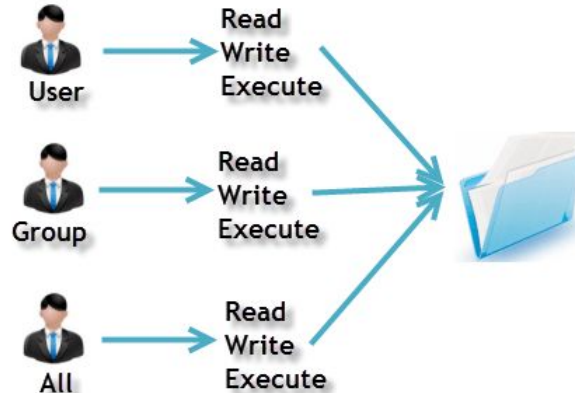 User
Read
Write
Execute
Group
Read
Write
Execute
All
Read
Write
Execute